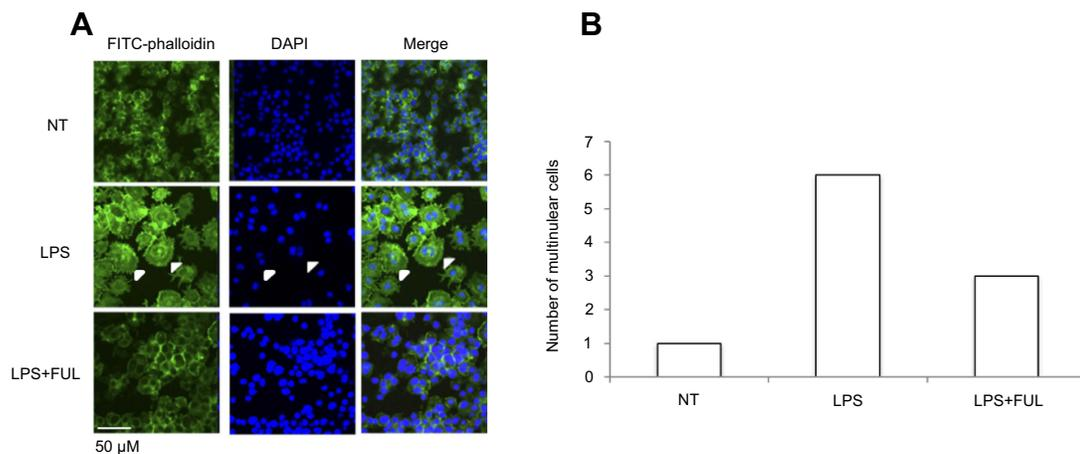 A
FITC-phalloidin DAPI Merge
NT
LPS
LPS+FUL
50 µM
B
Number of multinuclear cells
7
6
5
4
3
2
1
0
NT LPS LPS+FUL